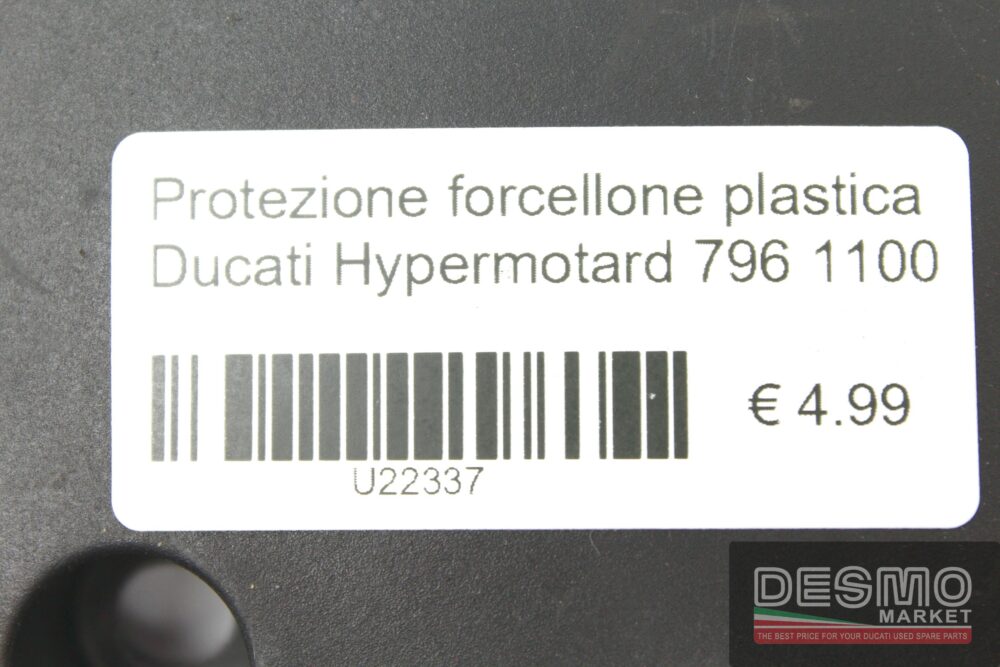 Protezione forcellone plastica
Ducati Hypermotard 796 1100
€ 4.99
U22337
DESMO
MARKET
THE BEST PRICE FOR YOUR DUCATI USED SPARE PARTS